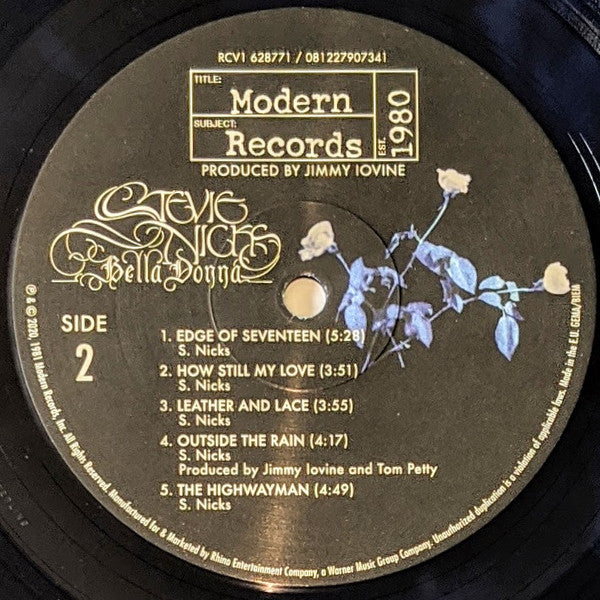 RCV1 628771 / 081227907341
TITLE:
Modern
SUBJECT:
Records
EST.
1980
PRODUCED BY JIMMY IOVINE
STEVIE
NICKS
Bella Donna
SIDE
2
1. EDGE OF SEVENTEEN (5:28)
S. Nicks
2. HOW STILL MY LOVE (3:51)
S. Nicks
3. LEATHER AND LACE (3:55)
S. Nicks
4. OUTSIDE THE RAIN (4:17)
S. Nicks
Produced by Jimmy Iovine and Tom Petty
5. THE HIGHWAYMAN (4:49)
S. Nicks
℗ & © 2020, 1981 Modern Records, Inc. All Rights Reserved. Manufactured for & Marketed by Rhino Entertainment Company, a Warner Music Group Company. Unauthorized duplication is a violation of applicable laws. Made in the E.U. GEMA/BIEM